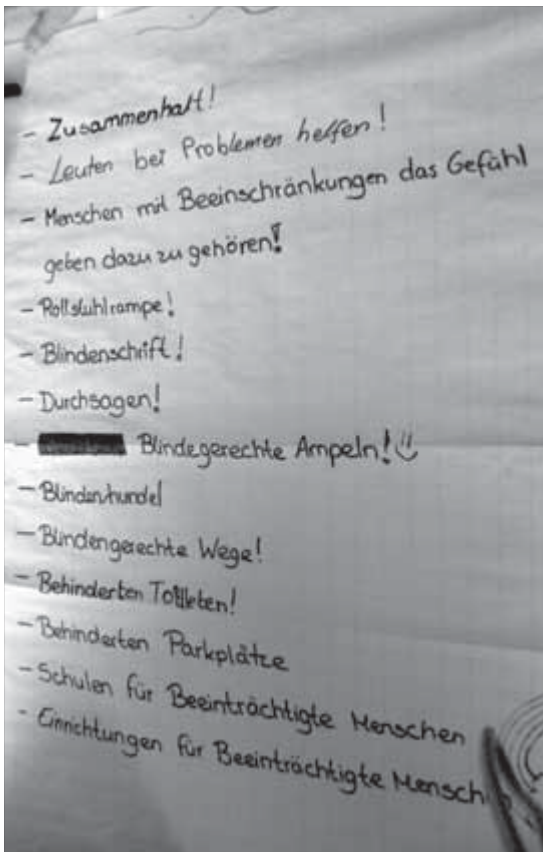 - Zusammenhalt!
- Leuten bei Problemen helfen!
- Menschen mit Beeinschränkungen das Gefühl
geben dazu zu gehören!
- Rollstuhlrampe!
- Blindenschrift!
- Durchsagen!
- Blindegerechte Ampeln!
- Blindenhunde!
- Blindengerechte Wege!
- Behinderten Toiletten!
- Behinderten Parkplätze
- Schulen für Beeinträchtigte Menschen
- Einrichtungen für Beeinträchtigte Mensch